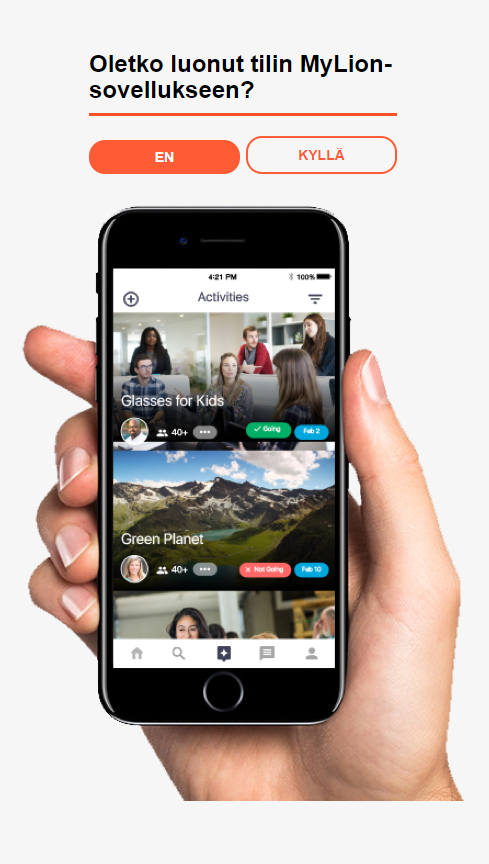 Oletko luonut tilin MyLion-
sovellukseen?
EN
KYLLÄ
4:21 PM
100%
Activities
Glasses for Kids
40+
Going
Feb 2
Green Planet
40+
Not Going
Feb 10